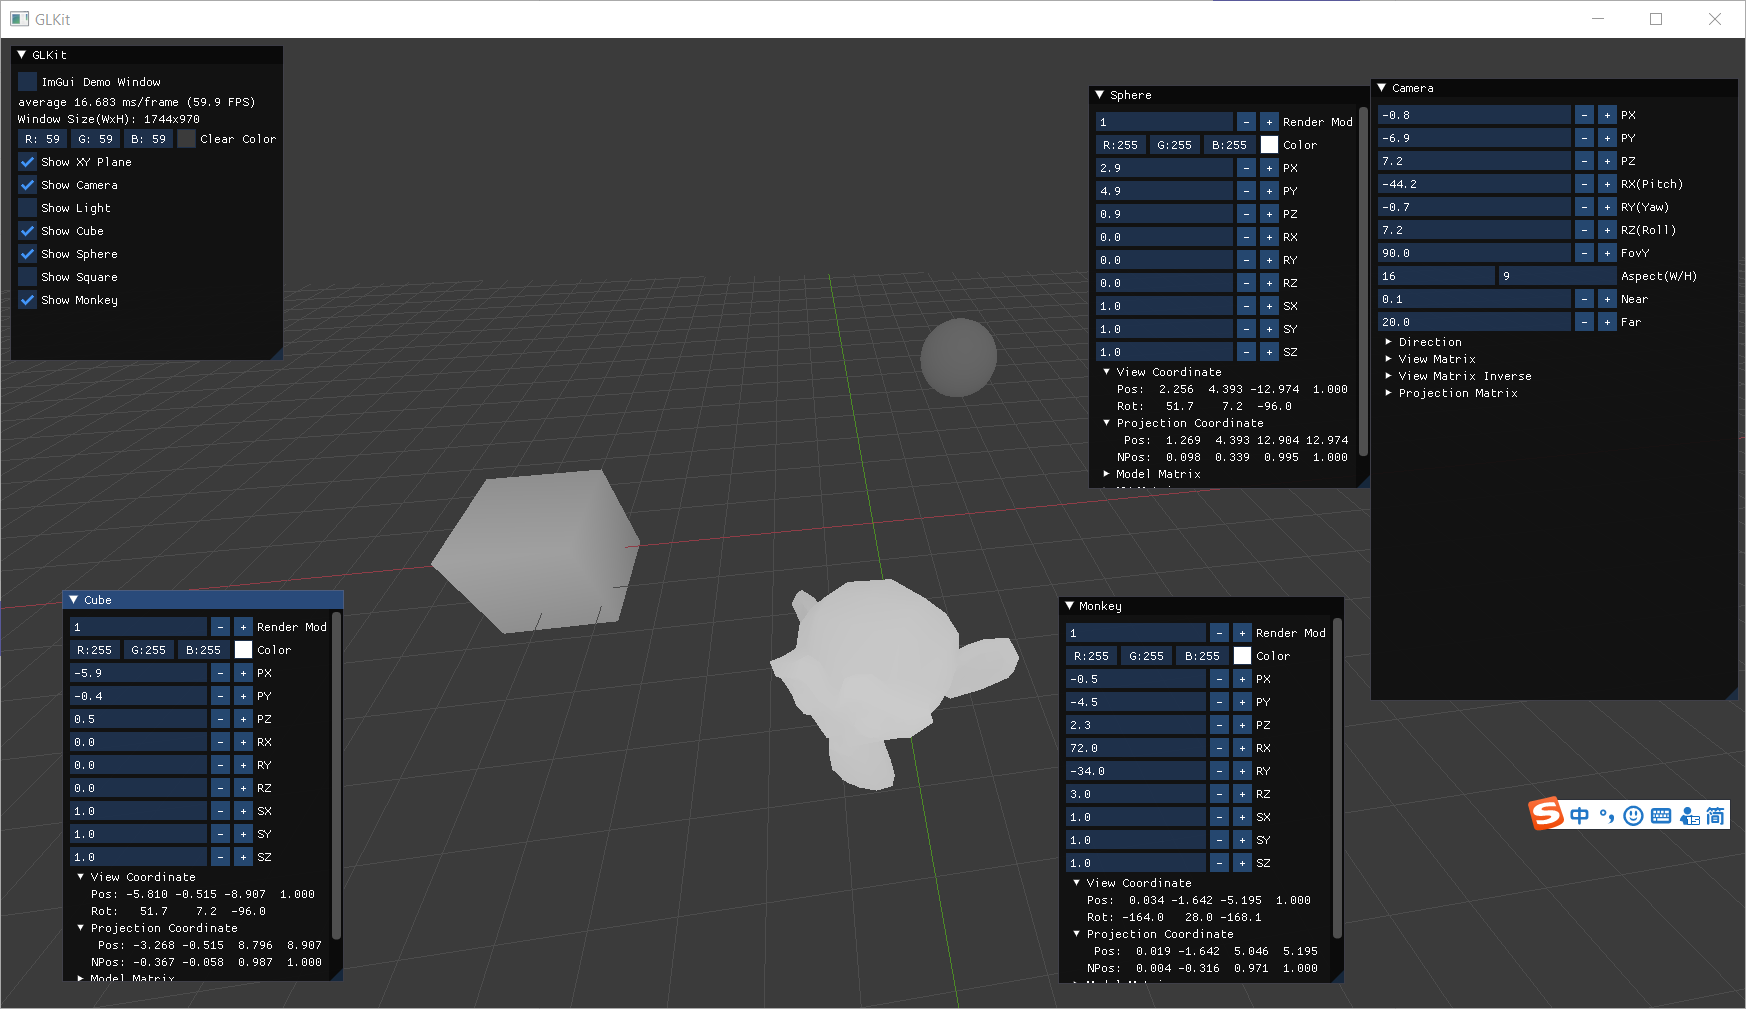 GLKit
GLKit
ImGui Demo Window
average 16.683 ms/frame (59.9 FPS)
Window Size(WxH): 1744x970
R: 59 G: 59 B: 59 Clear Color
Show XY Plane
Show Camera
Show Light
Show Cube
Show Sphere
Show Square
Show Monkey
Sphere
1 - + Render Mod
R:255 G:255 B:255 Color
2.9 - + PX
4.9 - + PY
0.9 - + PZ
0.0 - + RX
0.0 - + RY
0.0 - + RZ
1.0 - + SX
1.0 - + SY
1.0 - + SZ
View Coordinate
Pos: 2.256 4.393 -12.974 1.000
Rot: 51.7 7.2 -96.0
Projection Coordinate
Pos: 1.269 4.393 12.904 12.974
NPos: 0.098 0.339 0.995 1.000
Model Matrix
Camera
-0.8 - + PX
-6.9 - + PY
7.2 - + PZ
-44.2 - + RX(Pitch)
-0.7 - + RY(Yaw)
7.2 - + RZ(Roll)
90.0 - + FovY
16 9 Aspect(W/H)
0.1 - + Near
20.0 - + Far
Direction
View Matrix
View Matrix Inverse
Projection Matrix
Cube
1 - + Render Mod
R:255 G:255 B:255 Color
-5.9 - + PX
-0.4 - + PY
0.5 - + PZ
0.0 - + RX
0.0 - + RY
0.0 - + RZ
1.0 - + SX
1.0 - + SY
1.0 - + SZ
View Coordinate
Pos: -5.810 -0.515 -8.907 1.000
Rot: 51.7 7.2 -96.0
Projection Coordinate
Pos: -3.268 -0.515 8.796 8.907
NPos: -0.367 -0.058 0.987 1.000
Model Matrix
Monkey
1 - + Render Mod
R:255 G:255 B:255 Color
-0.5 - + PX
-4.5 - + PY
2.3 - + PZ
72.0 - + RX
-34.0 - + RY
3.0 - + RZ
1.0 - + SX
1.0 - + SY
1.0 - + SZ
View Coordinate
Pos: 0.034 -1.642 -5.195 1.000
Rot: -164.0 28.0 -168.1
Projection Coordinate
Pos: 0.019 -1.642 5.046 5.195
NPos: 0.004 -0.316 0.971 1.000
S 中 °, 15 简